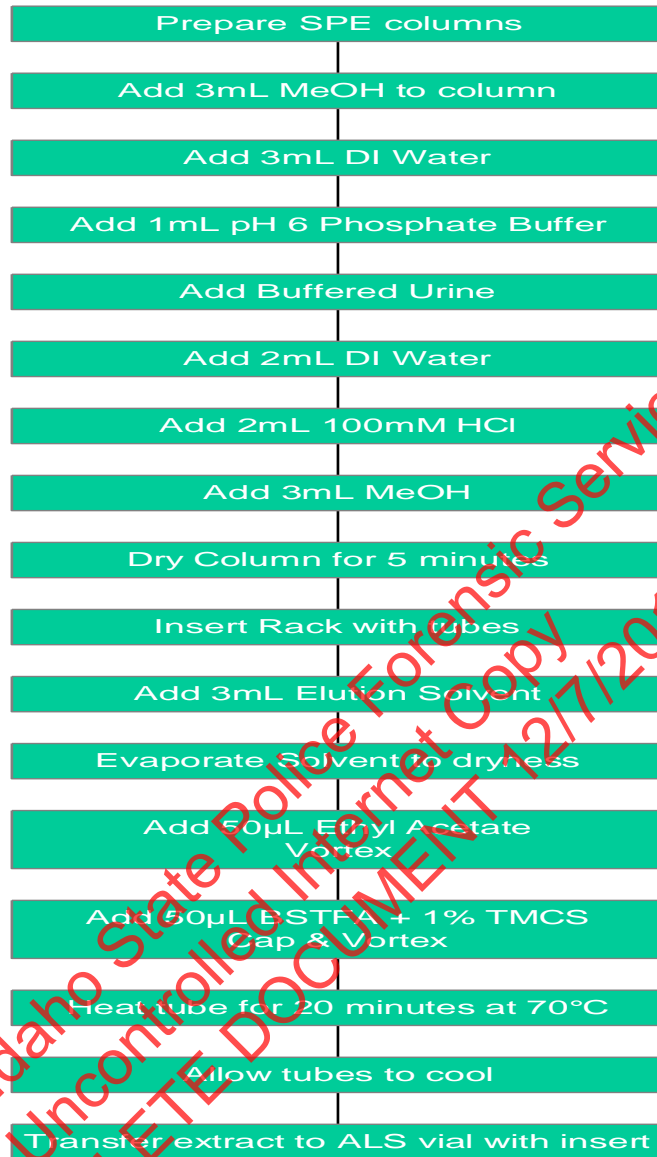 Prepare SPE columns
Add 3mL MeOH to column
Add 3mL DI Water
Add 1mL pH 6 Phosphate Buffer
Add Buffered Urine
Add 2mL DI Water
Add 2mL 100mM HCl
Add 3mL MeOH
Dry Column for 5 minutes
Insert Rack with tubes
Add 3mL Elution Solvent
Evaporate Solvent to dryness
Add 50µL Ethyl Acetate
Vortex
Add 50µL BSTFA + 1% TMCS
Cap & Vortex
Heat tube for 20 minutes at 70°C
Allow tubes to cool
Transfer extract to ALS vial with insert
Idaho State Police Forensic
Uncontrolled Internet Copy
DOCUMENT 12/7/20